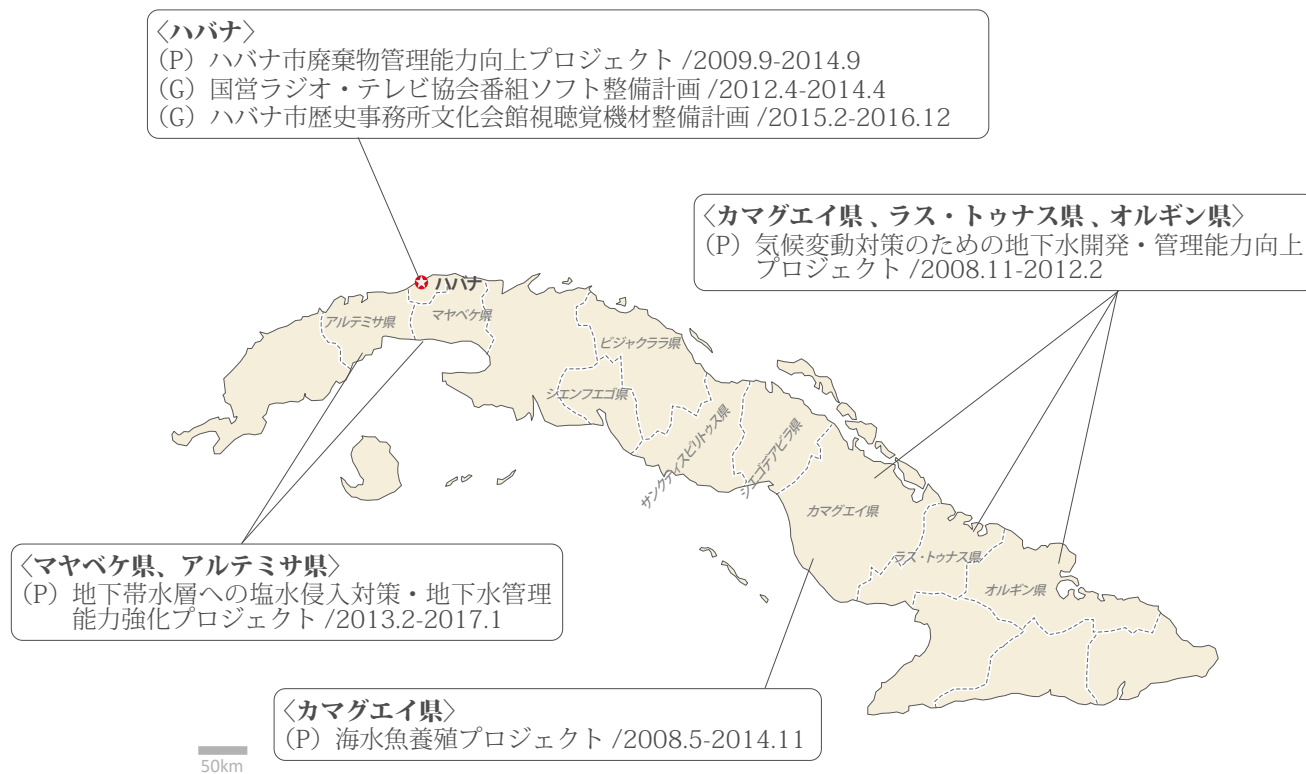 〈ハバナ〉
(P) ハバナ市廃棄物管理能力向上プロジェクト /2009.9-2014.9
(G) 国営ラジオ・テレビ協会番組ソフト整備計画 /2012.4-2014.4
(G) ハバナ市歴史事務所文化会館視聴覚機材整備計画 /2015.2-2016.12
〈カマグエイ県 、ラス・トゥナス県 、オルギン県〉
(P) 気候変動対策のための地下水開発・管理能力向上
プロジェクト /2008.11-2012.2
ハバナ
アルテミサ県
マヤベケ県
ビジャクララ県
シエンフエゴ県
サンクティスピリトゥス県
シエゴデアビラ県
カマグエイ県
ラス・トゥナス県
オルギン県
〈マヤベケ県、アルテミサ県〉
(P) 地下帯水層への塩水侵入対策・地下水管理
能力強化プロジェクト /2013.2-2017.1
〈カマグエイ県〉
(P) 海水魚養殖プロジェクト /2008.5-2014.11
50km